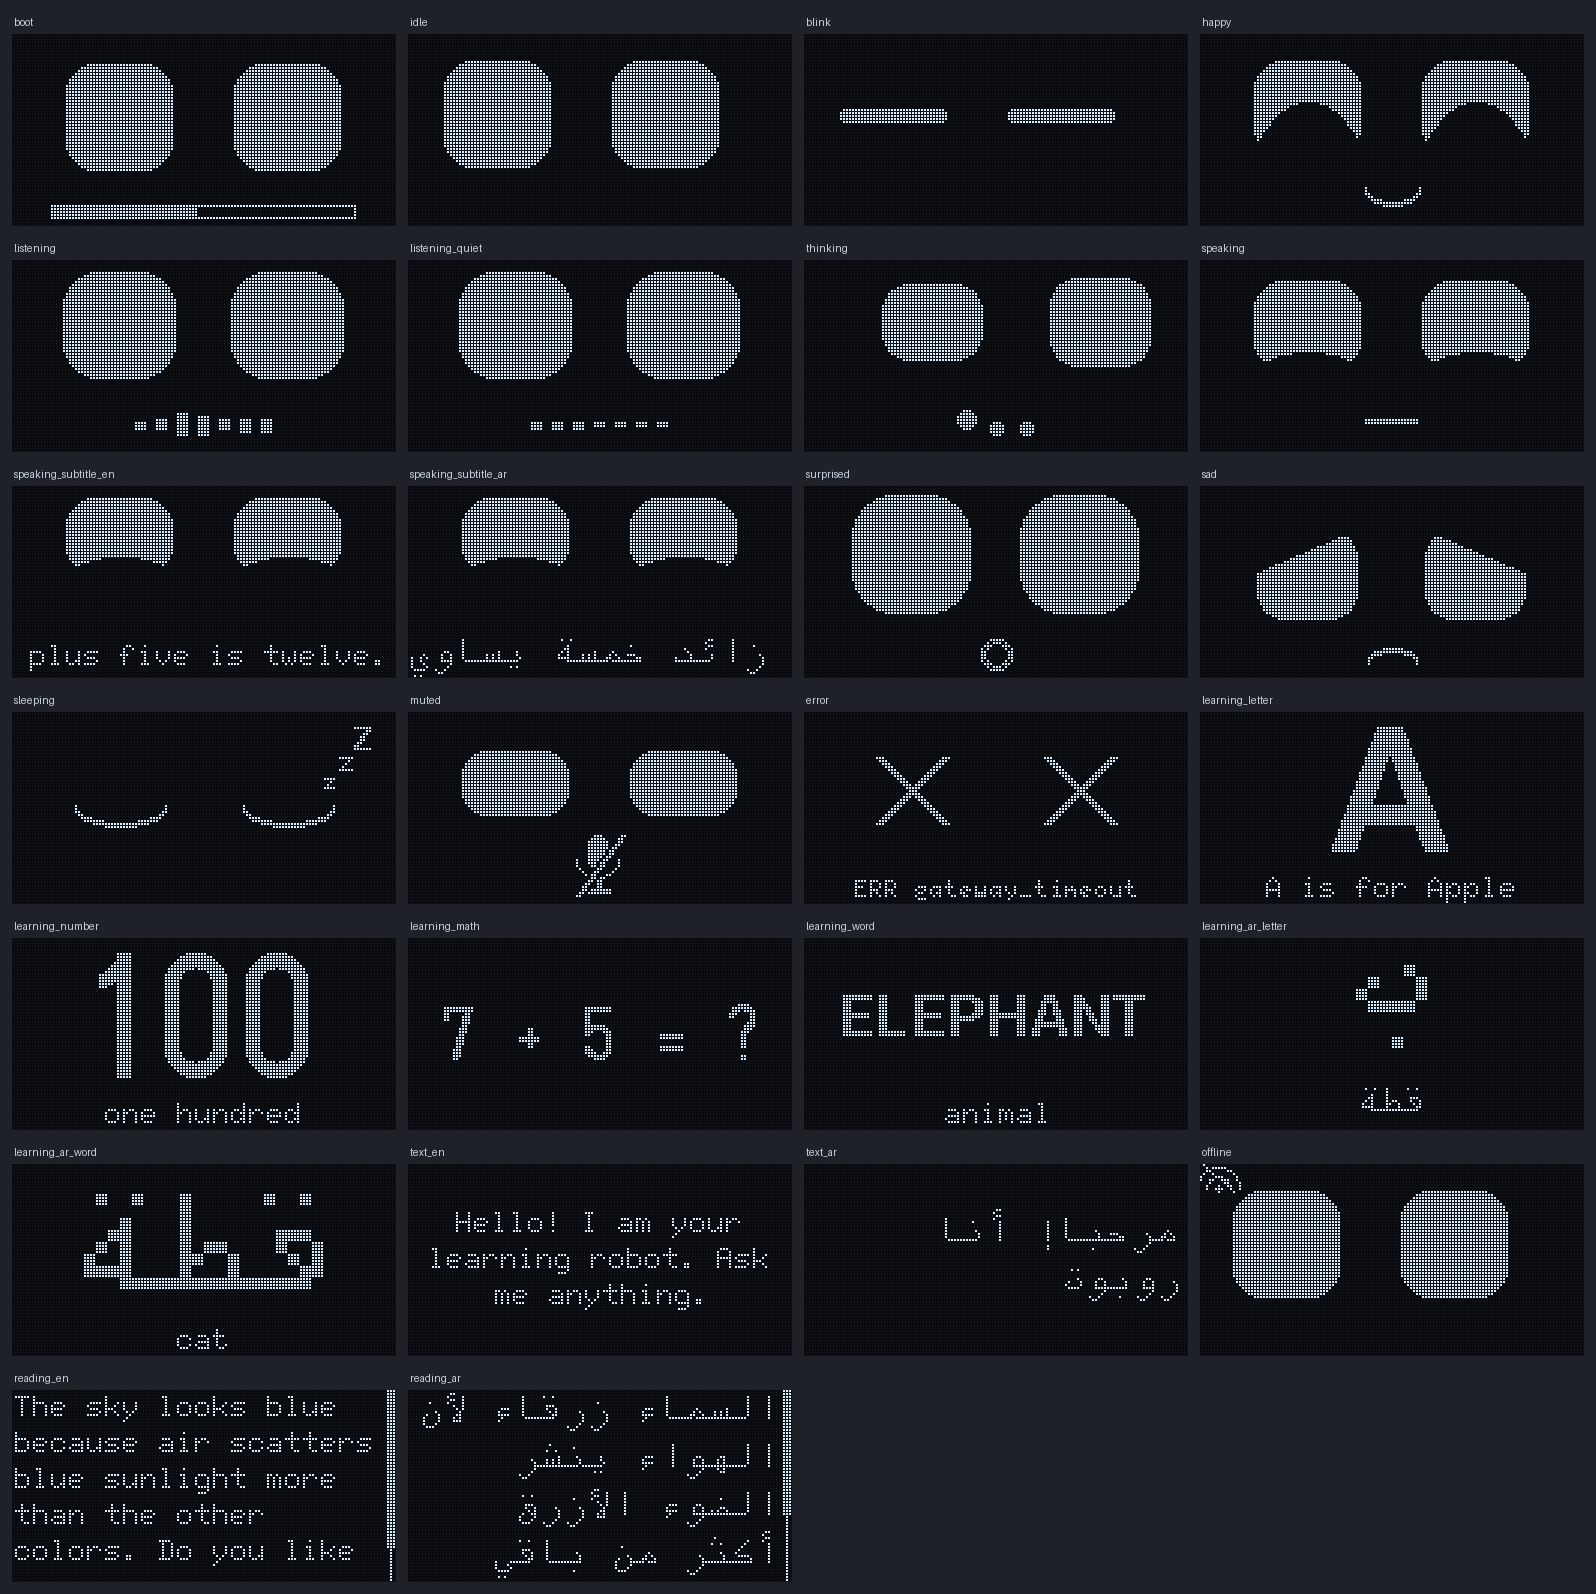 boot
idle
blink
happy
listening
listening_quiet
thinking
speaking
speaking_subtitle_en
plus five is twelve.
speaking_subtitle_ar
زائد خمسة يساوي
surprised
sad
sleeping
z z Z
muted
error
ERR gateway_timeout
learning_letter
A
A is for Apple
learning_number
100
one hundred
learning_math
7 + 5 = ?
learning_word
ELEPHANT
animal
learning_ar_letter
ب
قطة
learning_ar_word
قطة
cat
text_en
Hello! I am your
learning robot. Ask
me anything.
text_ar
مرحبا! أنا
روبوت
offline
reading_en
The sky looks blue
because air scatters
blue sunlight more
than the other
colors. Do you like
reading_ar
السماء زرقاء لأن
الهواء ينشر
الضوء الأزرق
أكثر من باقي